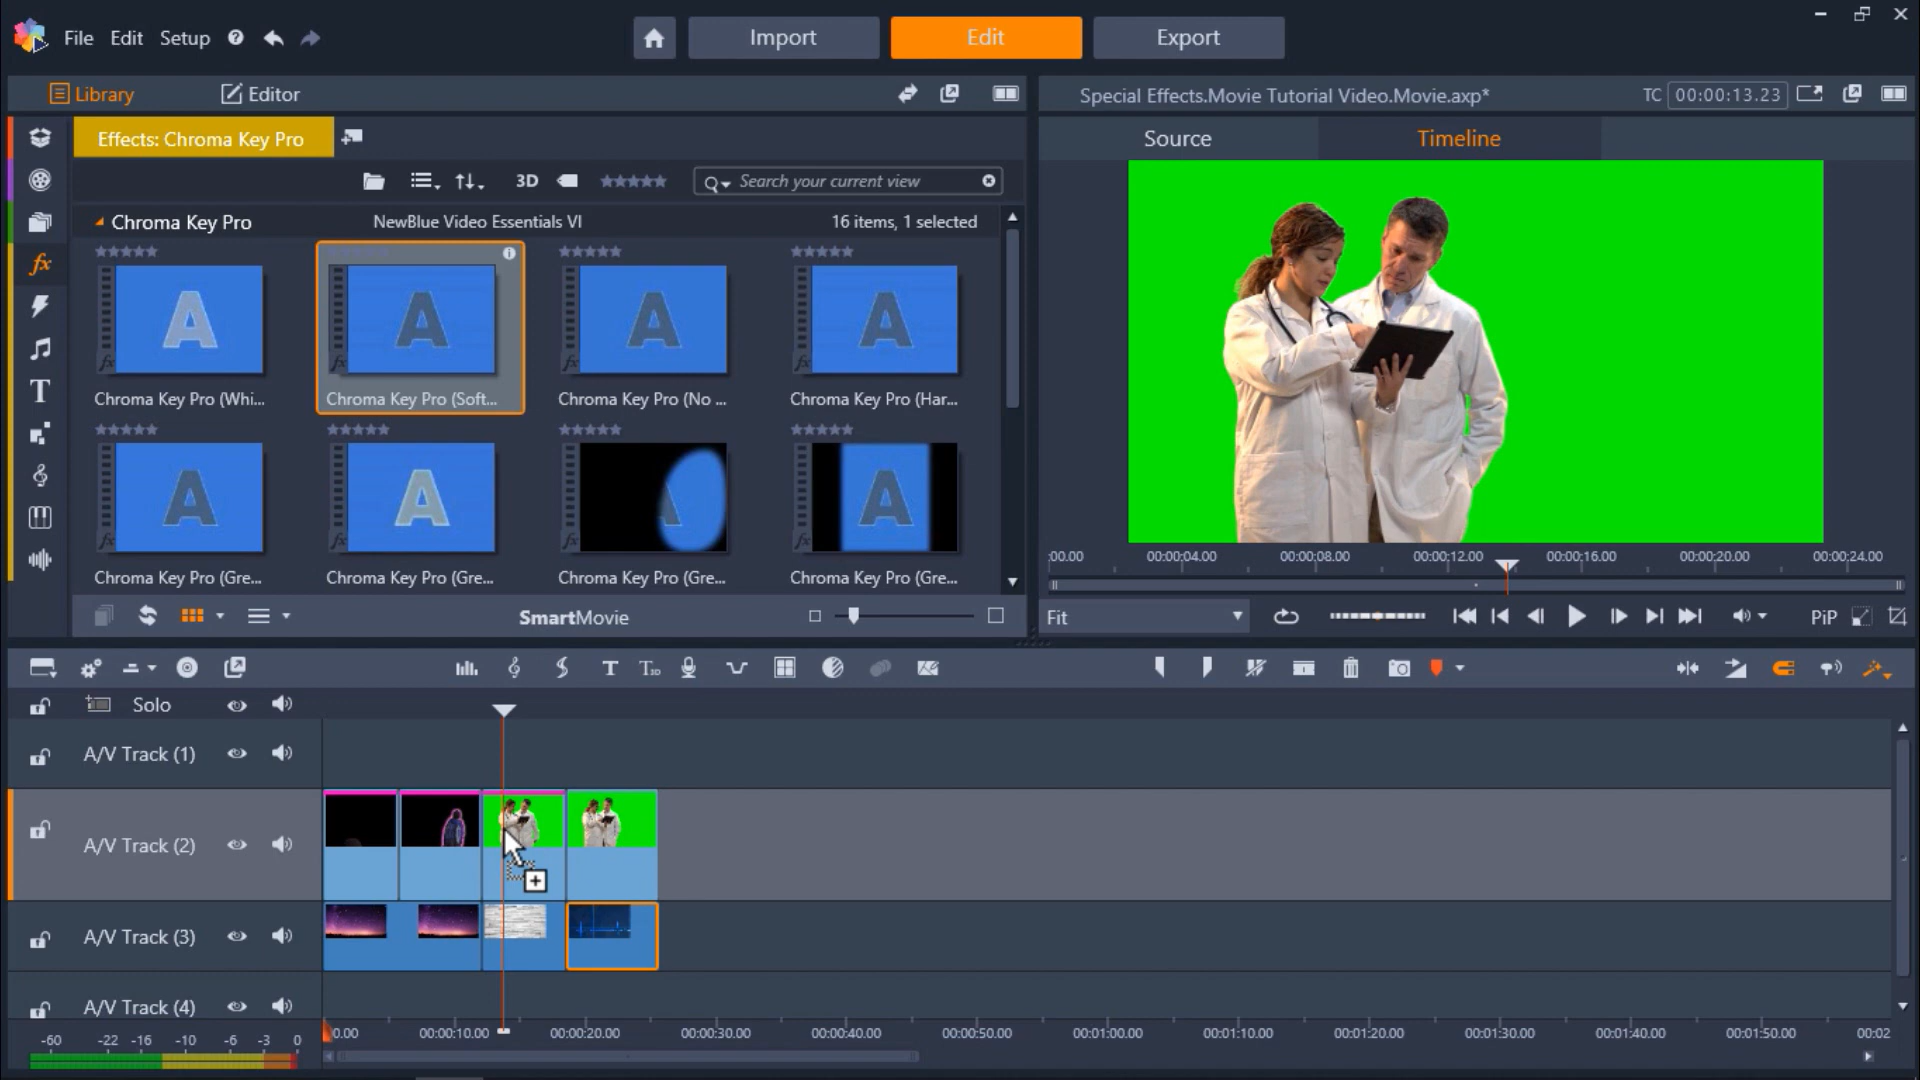 File Edit Setup
Import Edit Export
Library Editor
Special Effects.Movie Tutorial Video.Movie.axp* TC 00:00:13.23
Effects: Chroma Key Pro
Source Timeline
3D Search your current view
Chroma Key Pro NewBlue Video Essentials VI 16 items, 1 selected
A A A A
fx fx fx fx
Chroma Key Pro (Whi... Chroma Key Pro (Soft... Chroma Key Pro (No ... Chroma Key Pro (Har...
A A A A
fx fx fx fx
Chroma Key Pro (Gre... Chroma Key Pro (Gre... Chroma Key Pro (Gre... Chroma Key Pro (Gre...
:00.00 00:00:04.00 00:00:08.00 00:00:12.00 00:00:16.00 00:00:20.00 00:00:24.00
SmartMovie
Fit PiP
Solo
A/V Track (1)
A/V Track (2)
A/V Track (3)
A/V Track (4)
0.00 00:00:10.00 00:00:20.00 00:00:30.00 00:00:40.00 00:00:50.00 00:01:00.00 00:01:10.00 00:01:20.00 00:01:30.00 00:01:40.00 00:01:50.00 00:02
-60 -22 -16 -10 -6 -3 0